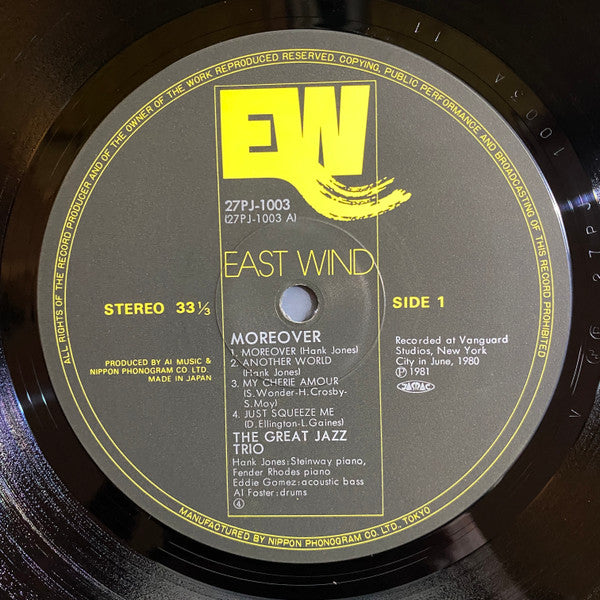 ALL RIGHTS OF THE RECORD PRODUCER AND OF THE OWNER OF THE WORK REPRODUCED RESERVED. COPYING, PUBLIC PERFORMANCE AND BROADCASTING OF THIS RECORD PROHIBITED
EW
27PJ-1003
(27PJ-1003 A)
EAST WIND
STEREO 33⅓
SIDE 1
PRODUCED BY AI MUSIC &
NIPPON PHONOGRAM CO. LTD.
MADE IN JAPAN
MOREOVER
1. MOREOVER (Hank Jones)
2. ANOTHER WORLD
(Hank Jones)
3. MY CHERIE AMOUR
(S. Wonder-H. Crosby-
S. Moy)
4. JUST SQUEEZE ME
(D. Ellington-L. Gaines)
THE GREAT JAZZ
TRIO
Hank Jones: Steinway piano,
Fender Rhodes piano
Eddie Gomez: acoustic bass
Al Foster: drums
④
Recorded at Vanguard
Studios, New York
City in June, 1980
℗ 1981
JASRAC
MANUFACTURED BY NIPPON PHONOGRAM CO. LTD., TOKYO